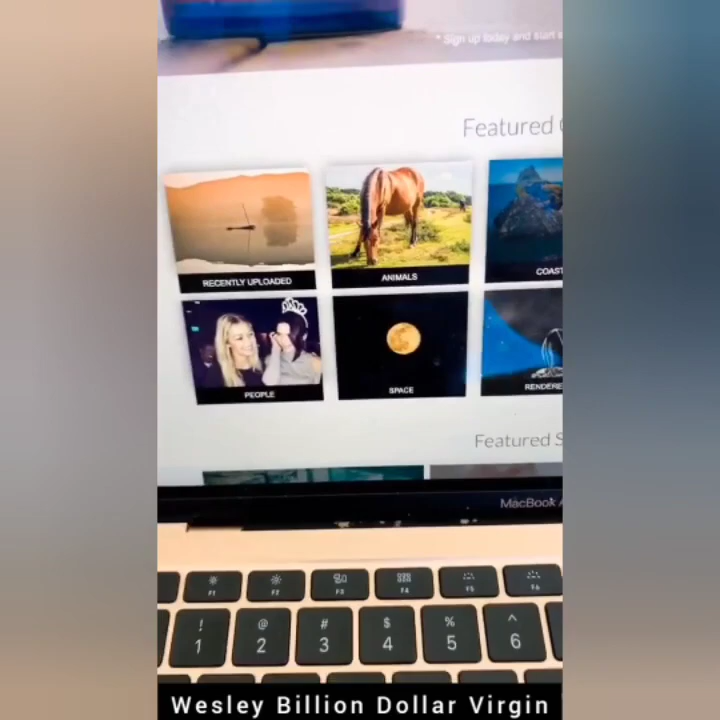 * Sign up today and start
Featured
RECENTLY UPLOADED
ANIMALS
COAST
PEOPLE
SPACE
RENDERE
Featured S
MacBook A
F1
F2
F3
F4
F5
F6
! @ # $ % ^
1 2 3 4 5 6
Wesley Billion Dollar Virgin